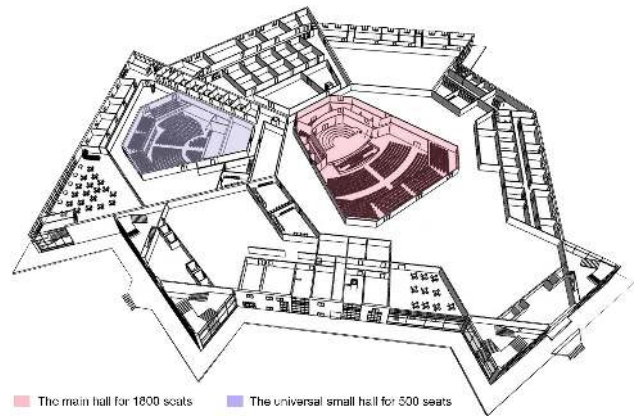 The main hall for 1800 seats
The universal small hall for 500 seats